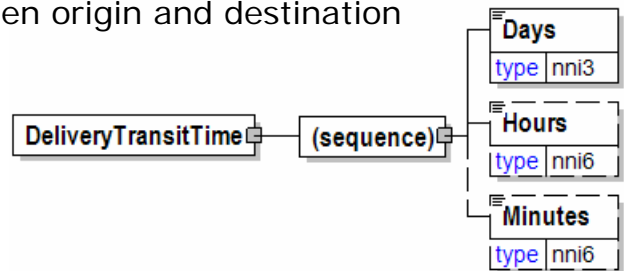 en origin and destination
Days
type nni3
DeliveryTransitTime
(sequence)
Hours
type nni6
Minutes
type nni6